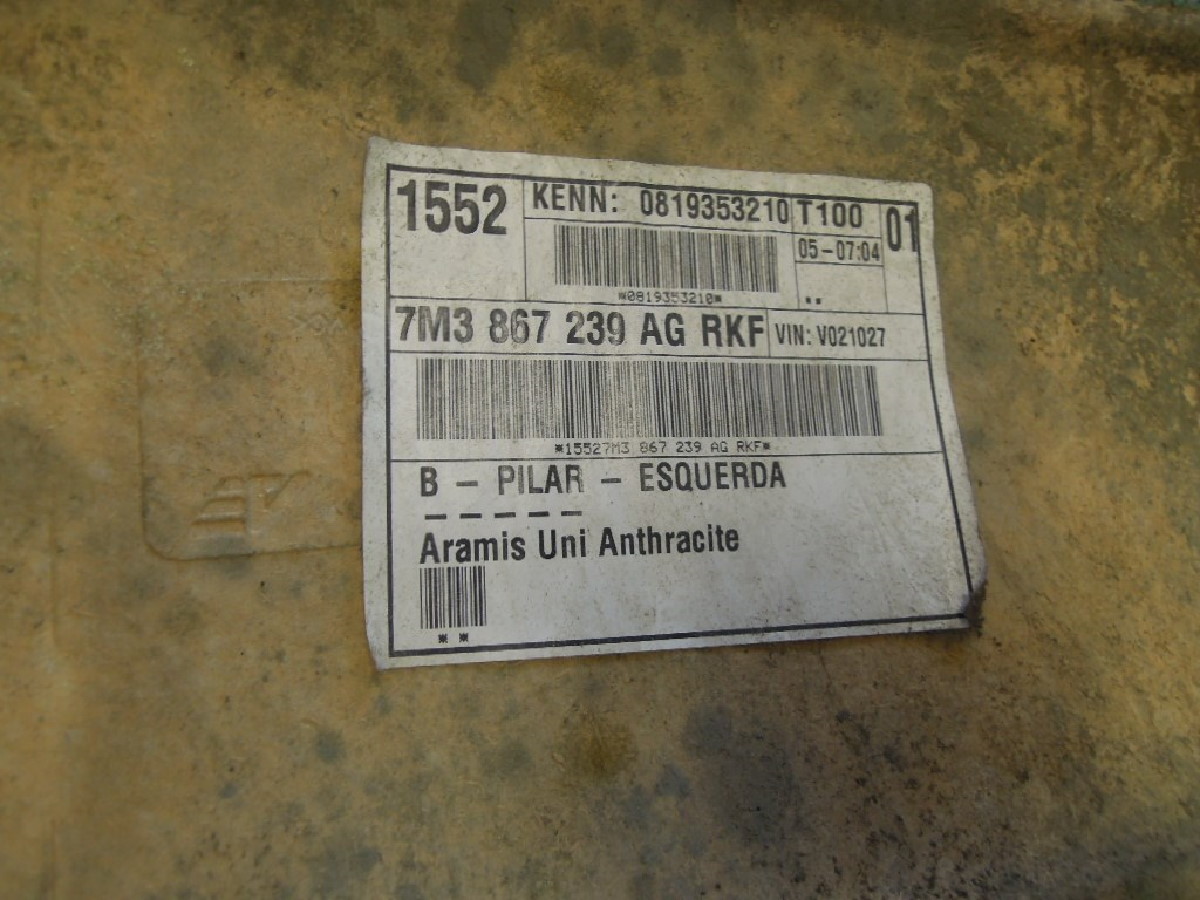 1552
KENN: 0819353210
T100
01
05-07:04
*0819353210*
7M3 867 239 AG RKF
VIN: V021027
*15527M3 867 239 AG RKF*
B - PILAR - ESQUERDA
- - - - -
Aramis Uni Anthracite
* *